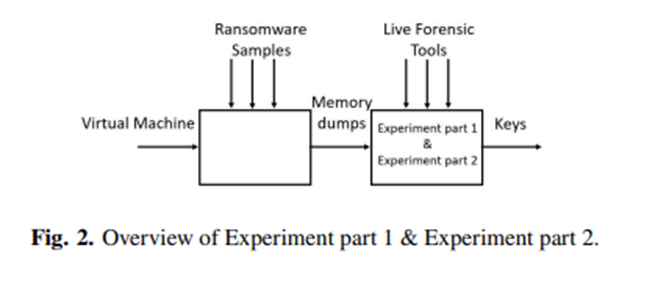 Ransomware
Samples
Live Forensic
Tools
Virtual Machine
Memory
dumps
Experiment part 1
&
Experiment part 2
Keys
Fig. 2. Overview of Experiment part 1 & Experiment part 2.